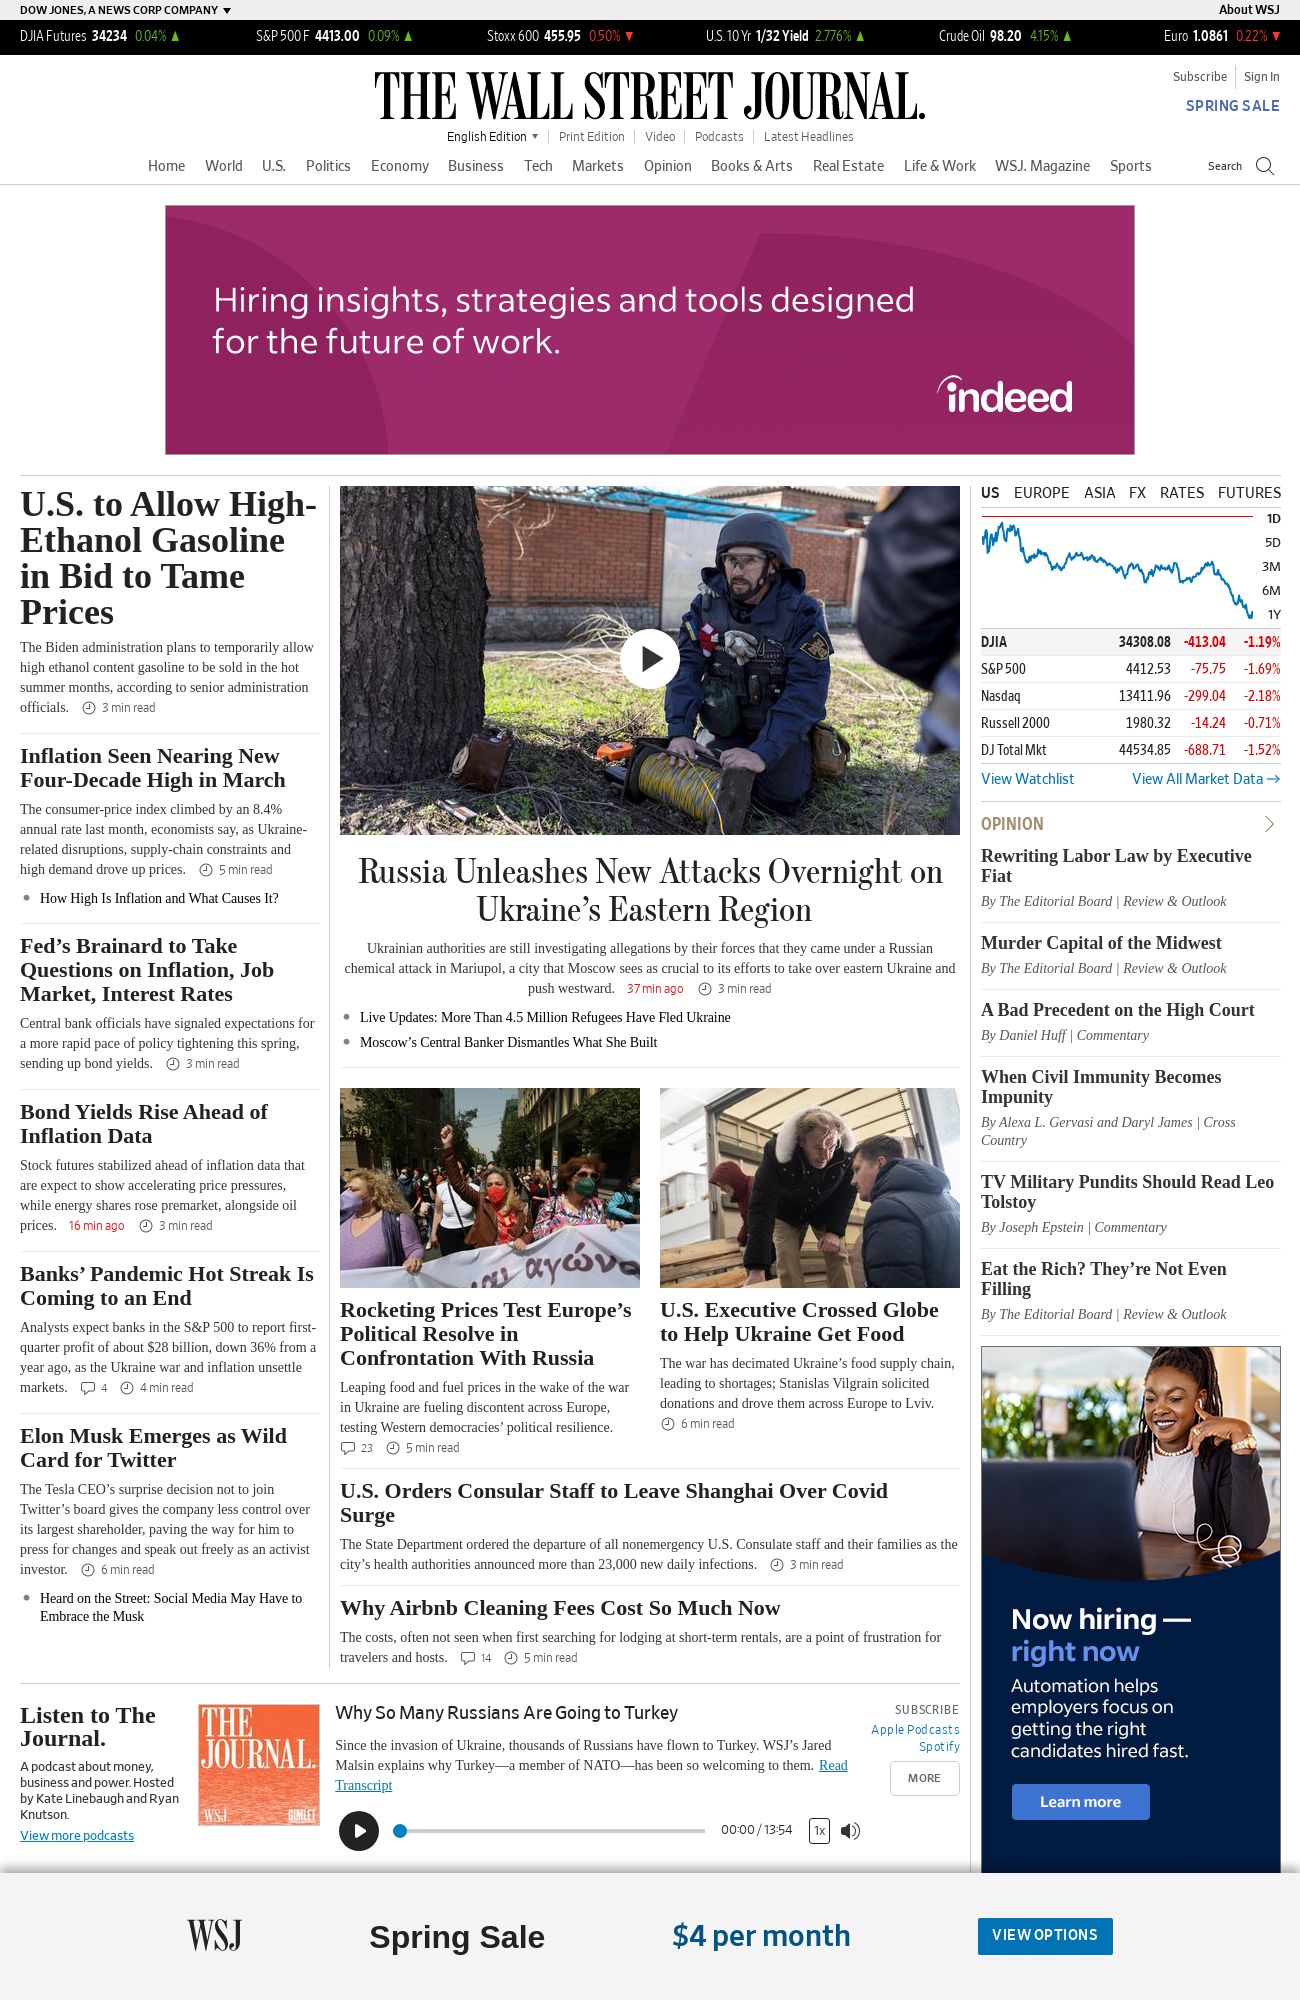 DOW JONES, A NEWS CORP COMPANY
About WSJ
DJIA Futures 34234 0.04%
S&P 500 F 4413.00 0.09%
Stoxx 600 455.95 0.50%
U.S. 10 Yr 1/32 Yield 2.776%
Crude Oil 98.20 4.15%
Euro 1.0861 0.22%
THE WALL STREET JOURNAL.
Subscribe
Sign In
SPRING SALE
English Edition
Print Edition
Video
Podcasts
Latest Headlines
Home World U.S. Politics Economy Business Tech Markets Opinion Books & Arts Real Estate Life & Work WSJ. Magazine Sports
Search
Hiring insights, strategies and tools designed
for the future of work.
indeed
U.S. to Allow High-
Ethanol Gasoline
in Bid to Tame
Prices
The Biden administration plans to temporarily allow
high ethanol content gasoline to be sold in the hot
summer months, according to senior administration
officials. 3 min read
Inflation Seen Nearing New
Four-Decade High in March
The consumer-price index climbed by an 8.4%
annual rate last month, economists say, as Ukraine-
related disruptions, supply-chain constraints and
high demand drove up prices. 5 min read
How High Is Inflation and What Causes It?
Fed’s Brainard to Take
Questions on Inflation, Job
Market, Interest Rates
Central bank officials have signaled expectations for
a more rapid pace of policy tightening this spring,
sending up bond yields. 3 min read
Bond Yields Rise Ahead of
Inflation Data
Stock futures stabilized ahead of inflation data that
are expect to show accelerating price pressures,
while energy shares rose premarket, alongside oil
prices. 16 min ago 3 min read
Banks’ Pandemic Hot Streak Is
Coming to an End
Analysts expect banks in the S&P 500 to report first-
quarter profit of about $28 billion, down 36% from a
year ago, as the Ukraine war and inflation unsettle
markets. 4 4 min read
Elon Musk Emerges as Wild
Card for Twitter
The Tesla CEO’s surprise decision not to join
Twitter’s board gives the company less control over
its largest shareholder, paving the way for him to
press for changes and speak out freely as an activist
investor. 6 min read
Heard on the Street: Social Media May Have to
Embrace the Musk
Russia Unleashes New Attacks Overnight on
Ukraine’s Eastern Region
Ukrainian authorities are still investigating allegations by their forces that they came under a Russian
chemical attack in Mariupol, a city that Moscow sees as crucial to its efforts to take over eastern Ukraine and
push westward. 37 min ago 3 min read
Live Updates: More Than 4.5 Million Refugees Have Fled Ukraine
Moscow’s Central Banker Dismantles What She Built
και αγώνα
Rocketing Prices Test Europe’s
Political Resolve in
Confrontation With Russia
Leaping food and fuel prices in the wake of the war
in Ukraine are fueling discontent across Europe,
testing Western democracies’ political resilience.
23 5 min read
U.S. Executive Crossed Globe
to Help Ukraine Get Food
The war has decimated Ukraine’s food supply chain,
leading to shortages; Stanislas Vilgrain solicited
donations and drove them across Europe to Lviv.
6 min read
U.S. Orders Consular Staff to Leave Shanghai Over Covid
Surge
The State Department ordered the departure of all nonemergency U.S. Consulate staff and their families as the
city’s health authorities announced more than 23,000 new daily infections. 3 min read
Why Airbnb Cleaning Fees Cost So Much Now
The costs, often not seen when first searching for lodging at short-term rentals, are a point of frustration for
travelers and hosts. 14 5 min read
US EUROPE ASIA FX RATES FUTURES
1D
5D
3M
6M
1Y
DJIA 34308.08 -413.04 -1.19%
S&P 500 4412.53 -75.75 -1.69%
Nasdaq 13411.96 -299.04 -2.18%
Russell 2000 1980.32 -14.24 -0.71%
DJ Total Mkt 44534.85 -688.71 -1.52%
View Watchlist
View All Market Data
OPINION
Rewriting Labor Law by Executive
Fiat
By The Editorial Board | Review & Outlook
Murder Capital of the Midwest
By The Editorial Board | Review & Outlook
A Bad Precedent on the High Court
By Daniel Huff | Commentary
When Civil Immunity Becomes
Impunity
By Alexa L. Gervasi and Daryl James | Cross
Country
TV Military Pundits Should Read Leo
Tolstoy
By Joseph Epstein | Commentary
Eat the Rich? They’re Not Even
Filling
By The Editorial Board | Review & Outlook
Now hiring —
right now
Automation helps
employers focus on
getting the right
candidates hired fast.
Learn more
Listen to The
Journal.
A podcast about money,
business and power. Hosted
by Kate Linebaugh and Ryan
Knutson.
View more podcasts
THE
JOURNAL.
WSJ
GIMLET
Why So Many Russians Are Going to Turkey
Since the invasion of Ukraine, thousands of Russians have flown to Turkey. WSJ’s Jared
Malsin explains why Turkey—a member of NATO—has been so welcoming to them. Read
Transcript
00:00 / 13:54
1x
SUBSCRIBE
Apple Podcasts
Spotify
MORE
WSJ
Spring Sale
$4 per month
VIEW OPTIONS